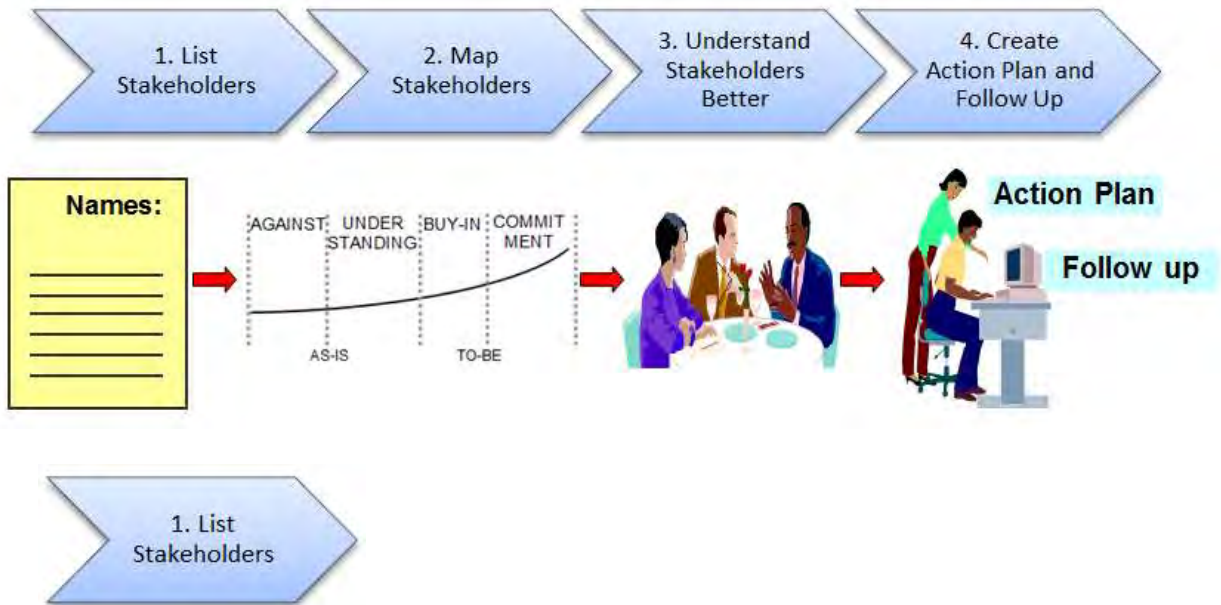 1. List
Stakeholders
2. Map
Stakeholders
3. Understand
Stakeholders
Better
4. Create
Action Plan and
Follow Up
Names:
AGAINST
UNDER
STANDING
BUY-IN
COMMIT
MENT
AS-IS
TO-BE
Action Plan
Follow up
1. List
Stakeholders